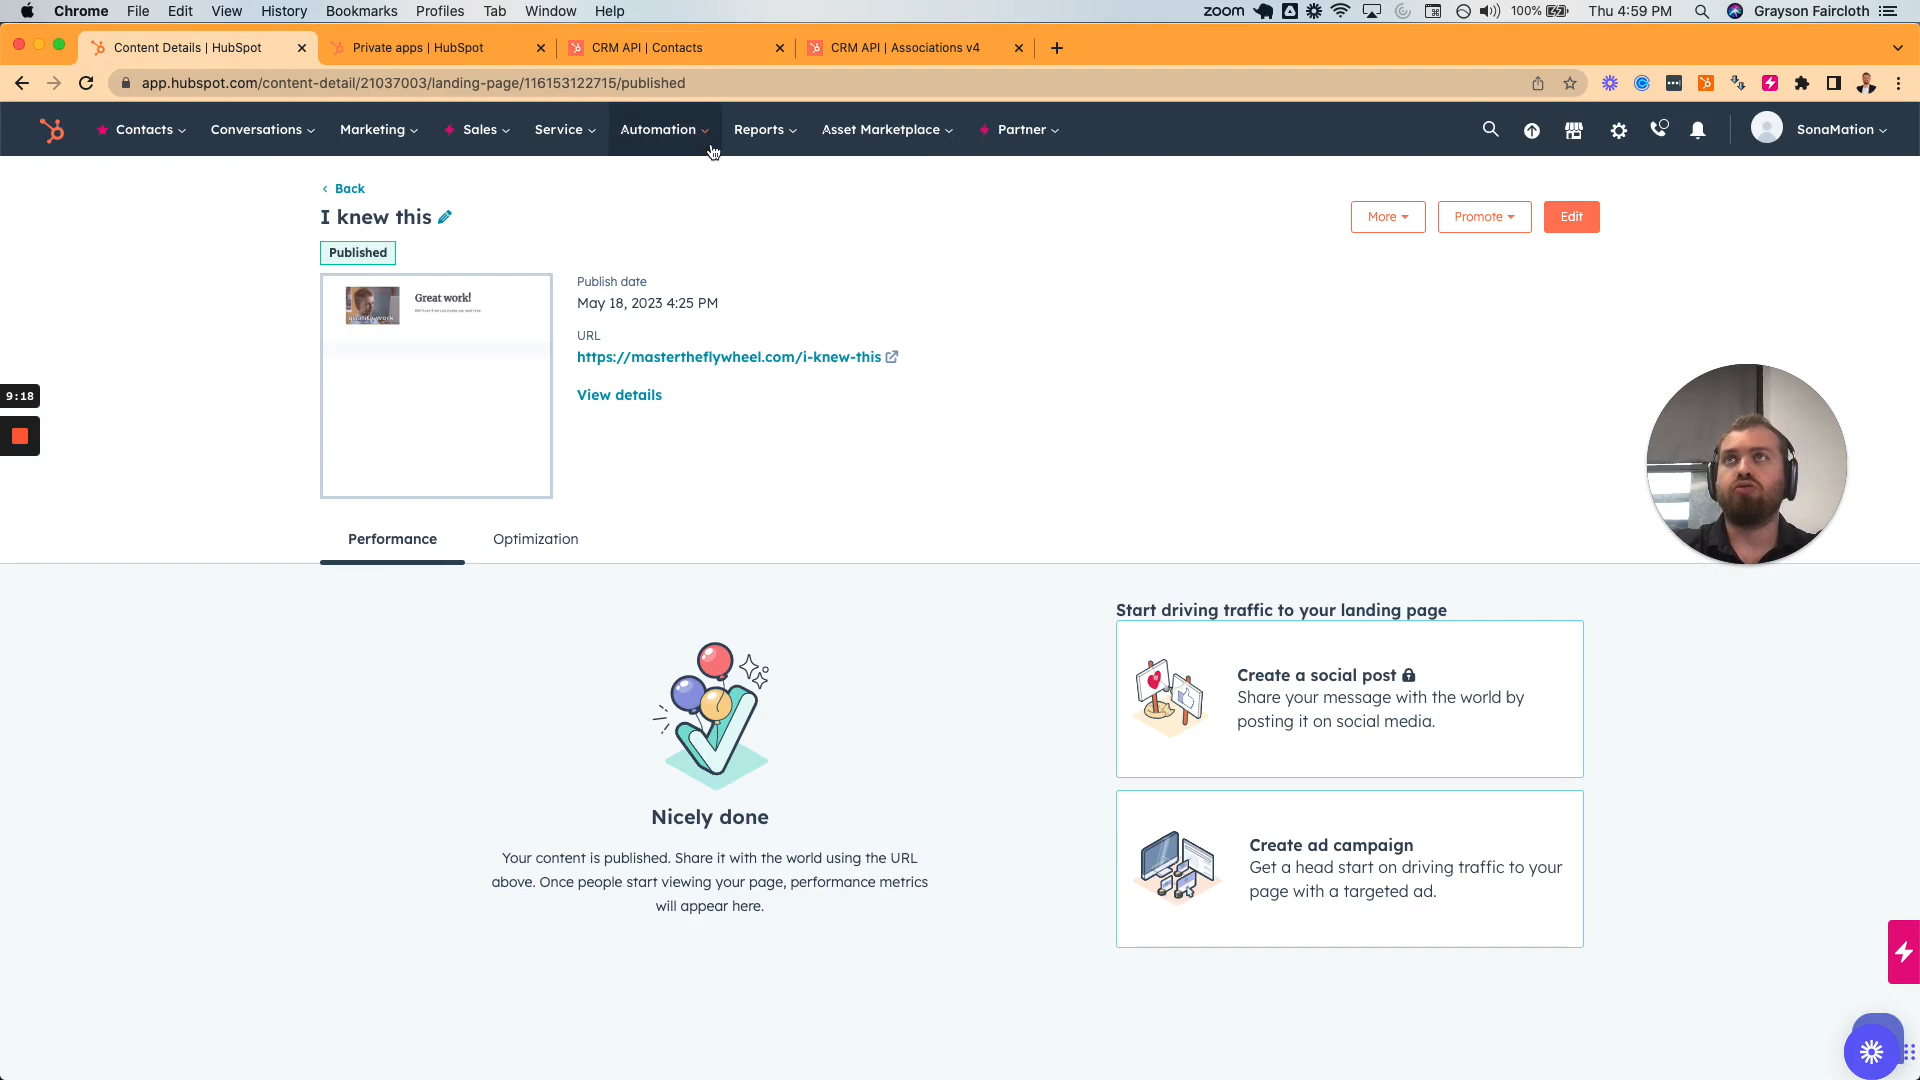 Chrome File Edit View History Bookmarks Profiles Tab Window Help zoom 100% Thu 4:59 PM Grayson Faircloth
Content Details | HubSpot Private apps | HubSpot CRM API | Contacts CRM API | Associations v4
app.hubspot.com/content-detail/21037003/landing-page/116153122715/published
Contacts Conversations Marketing Sales Service Automation Reports Asset Marketplace Partner SonaMation
Back
I knew this
More Promote Edit
Published
Great work!
quality work
Publish date
May 18, 2023 4:25 PM
URL
https://mastertheflywheel.com/i-knew-this
View details
9:18
Performance Optimization
Start driving traffic to your landing page
Create a social post
Share your message with the world by
posting it on social media.
Nicely done
Your content is published. Share it with the world using the URL
above. Once people start viewing your page, performance metrics
will appear here.
Create ad campaign
Get a head start on driving traffic to your
page with a targeted ad.